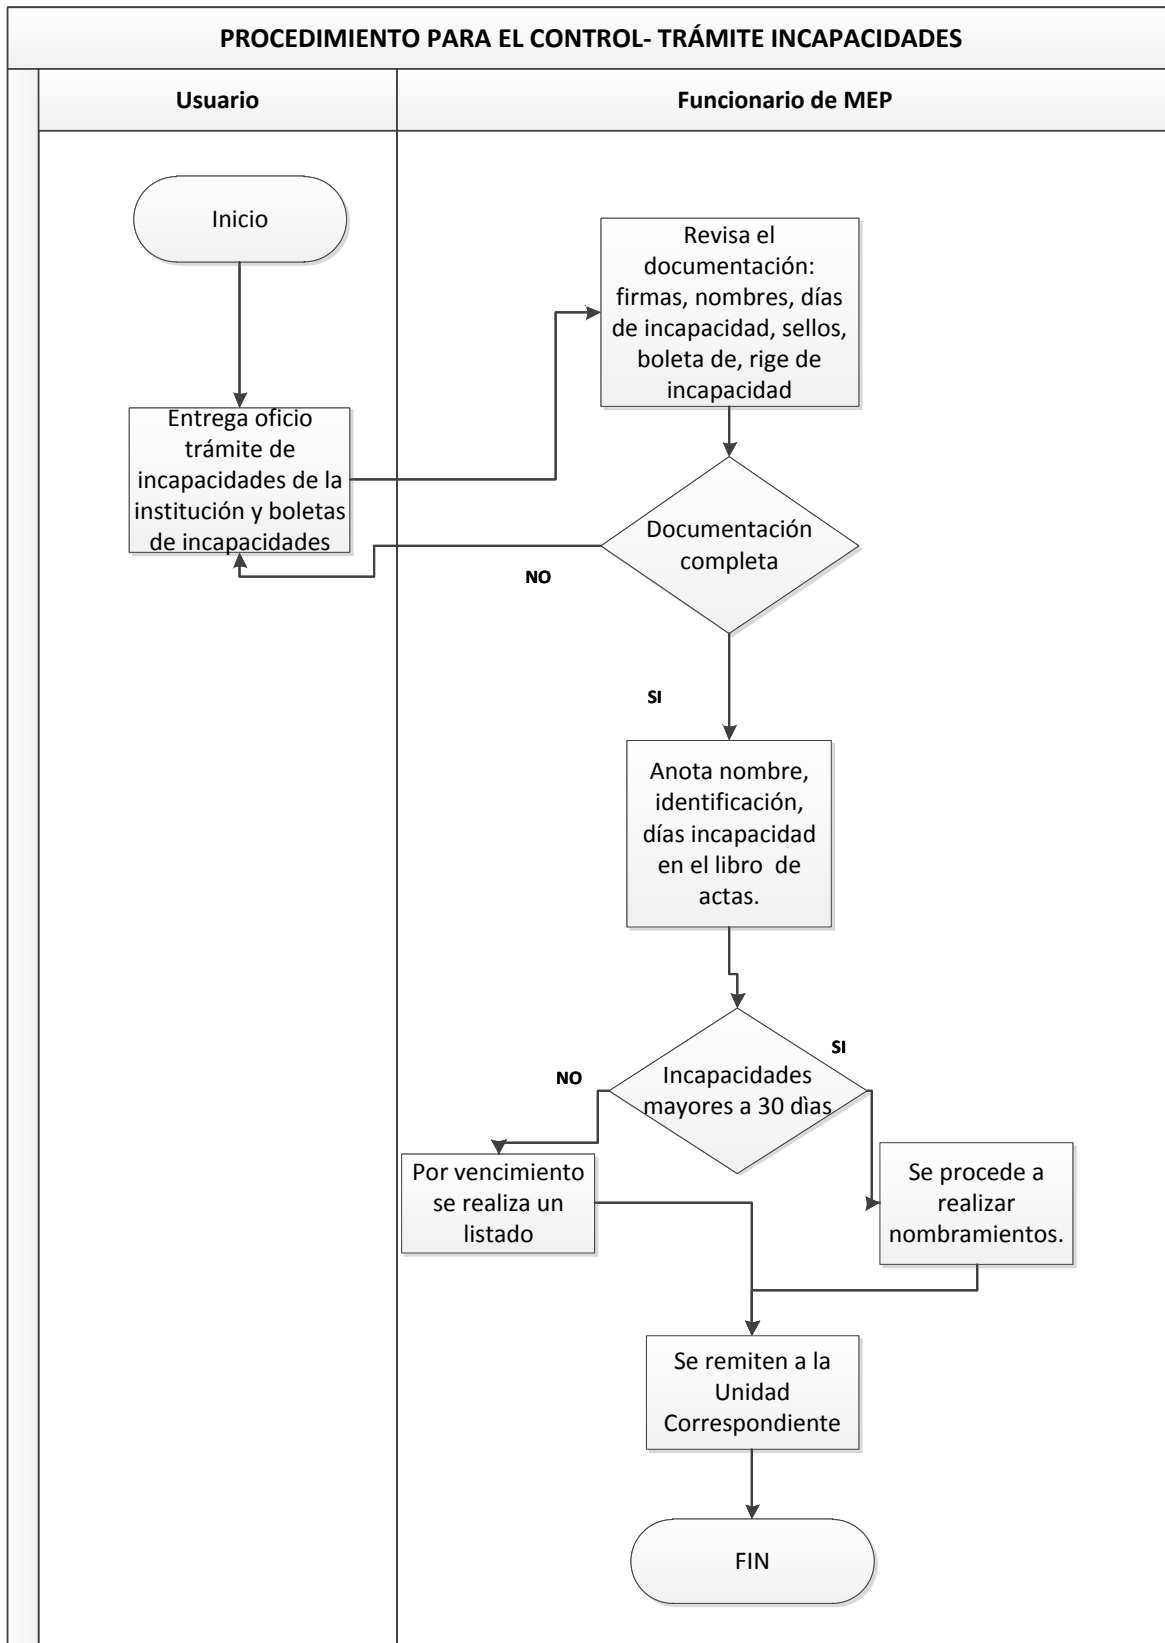 PROCEDIMIENTO PARA EL CONTROL- TRÁMITE INCAPACIDADES
Usuario
Funcionario de MEP
Inicio
Revisa el
documentación:
firmas, nombres, días
de incapacidad, sellos,
boleta de, rige de
incapacidad
Entrega oficio
trámite de
incapacidades de la
institución y boletas
de incapacidades
Documentación
completa
NO
SI
Anota nombre,
identificación,
días incapacidad
en el libro  de
actas.
Incapacidades
mayores a 30 dìas
NO
SI
Por vencimiento
se realiza un
listado
Se procede a
realizar
nombramientos.
Se remiten a la
Unidad
Correspondiente
FIN